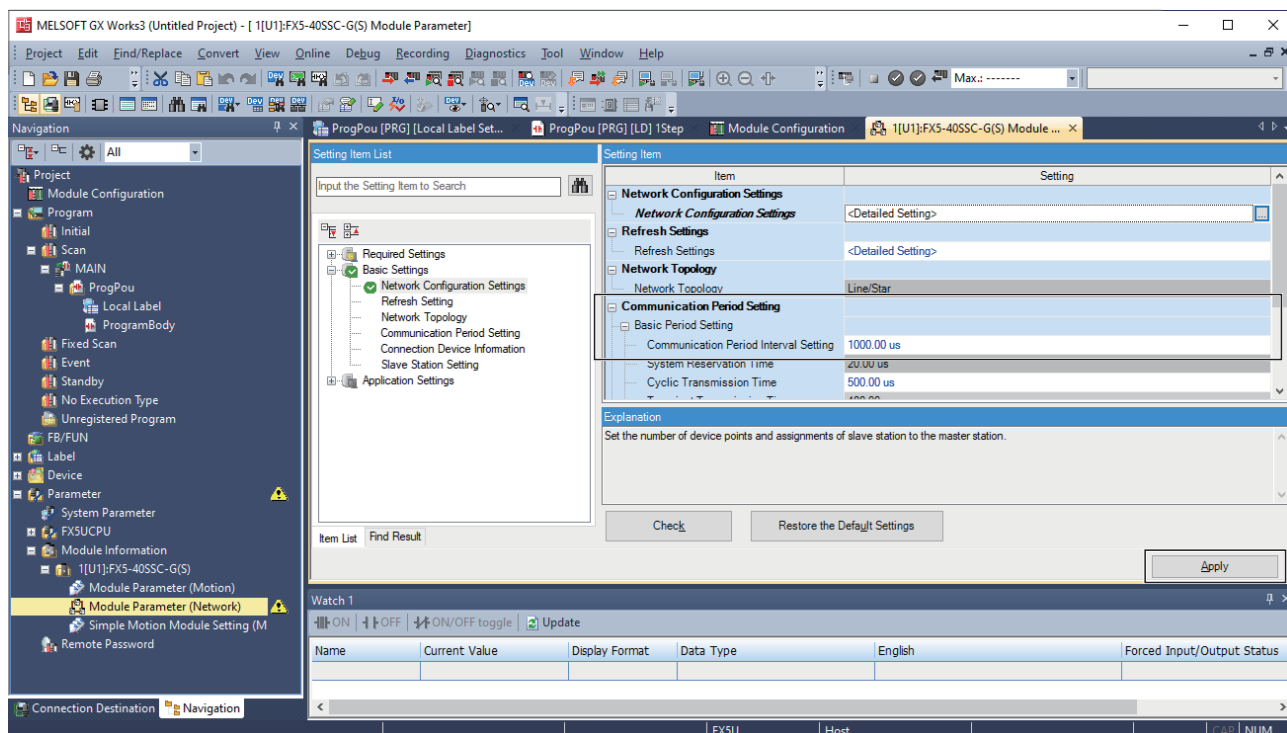 MELSOFT GX Works3 (Untitled Project) - [ 1[U1]:FX5-40SSC-G(S) Module Parameter]
Project Edit Find/Replace Convert View Online Debug Recording Diagnostics Tool Window Help
Max.: -------
Navigation
All
Project
Module Configuration
Program
Initial
Scan
MAIN
ProgPou
Local Label
ProgramBody
Fixed Scan
Event
Standby
No Execution Type
Unregistered Program
FB/FUN
Label
Device
Parameter
System Parameter
FX5UCPU
Module Information
1[U1]:FX5-40SSC-G(S)
Module Parameter (Motion)
Module Parameter (Network)
Simple Motion Module Setting (M
Remote Password
Connection Destination Navigation
ProgPou [PRG] [Local Label Set... ProgPou [PRG] [LD] 1Step Module Configuration 1[U1]:FX5-40SSC-G(S) Module ...
Setting Item List
Input the Setting Item to Search
Required Settings
Basic Settings
Network Configuration Settings
Refresh Setting
Network Topology
Communication Period Setting
Connection Device Information
Slave Station Setting
Application Settings
Item List Find Result
Setting Item
Item Setting
Network Configuration Settings
Network Configuration Settings <Detailed Setting>
Refresh Settings
Refresh Settings <Detailed Setting>
Network Topology
Network Topology Line/Star
Communication Period Setting
Basic Period Setting
Communication Period Interval Setting 1000.00 us
System Reservation Time 20.00 us
Cyclic Transmission Time 500.00 us
Explanation
Set the number of device points and assignments of slave station to the master station.
Check Restore the Default Settings
Apply
Watch 1
ON OFF ON/OFF toggle Update
Name Current Value Display Format Data Type English Forced Input/Output Status
FX5U Host CAP NUM